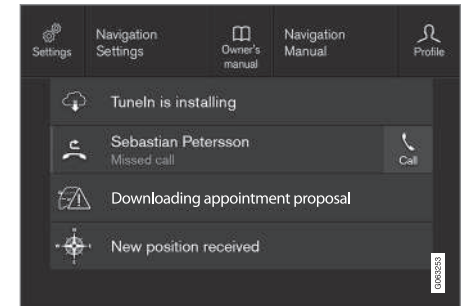 Settings
Navigation
Settings
Owner's
manual
Navigation
Manual
Profile
TuneIn is installing
Sebastian Petersson
Missed call
Call
Downloading appointment proposal
New position received
G063253